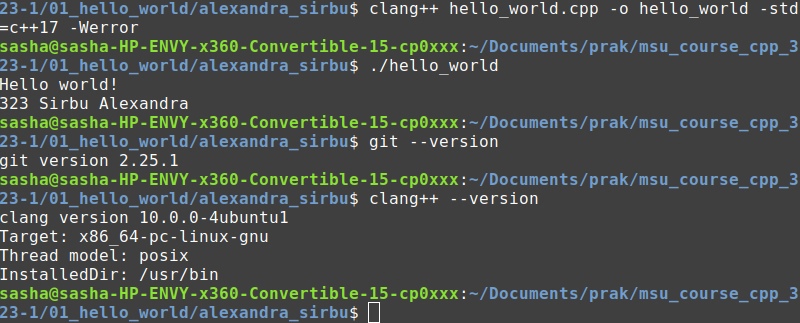 23-1/01_hello_world/alexandra_sirbu$ clang++ hello_world.cpp -o hello_world -std
=c++17 -Werror
sasha@sasha-HP-ENVY-x360-Convertible-15-cp0xxx:~/Documents/prak/msu_course_cpp_3
23-1/01_hello_world/alexandra_sirbu$ ./hello_world
Hello world!
323 Sirbu Alexandra
sasha@sasha-HP-ENVY-x360-Convertible-15-cp0xxx:~/Documents/prak/msu_course_cpp_3
23-1/01_hello_world/alexandra_sirbu$ git --version
git version 2.25.1
sasha@sasha-HP-ENVY-x360-Convertible-15-cp0xxx:~/Documents/prak/msu_course_cpp_3
23-1/01_hello_world/alexandra_sirbu$ clang++ --version
clang version 10.0.0-4ubuntu1
Target: x86_64-pc-linux-gnu
Thread model: posix
InstalledDir: /usr/bin
sasha@sasha-HP-ENVY-x360-Convertible-15-cp0xxx:~/Documents/prak/msu_course_cpp_3
23-1/01_hello_world/alexandra_sirbu$